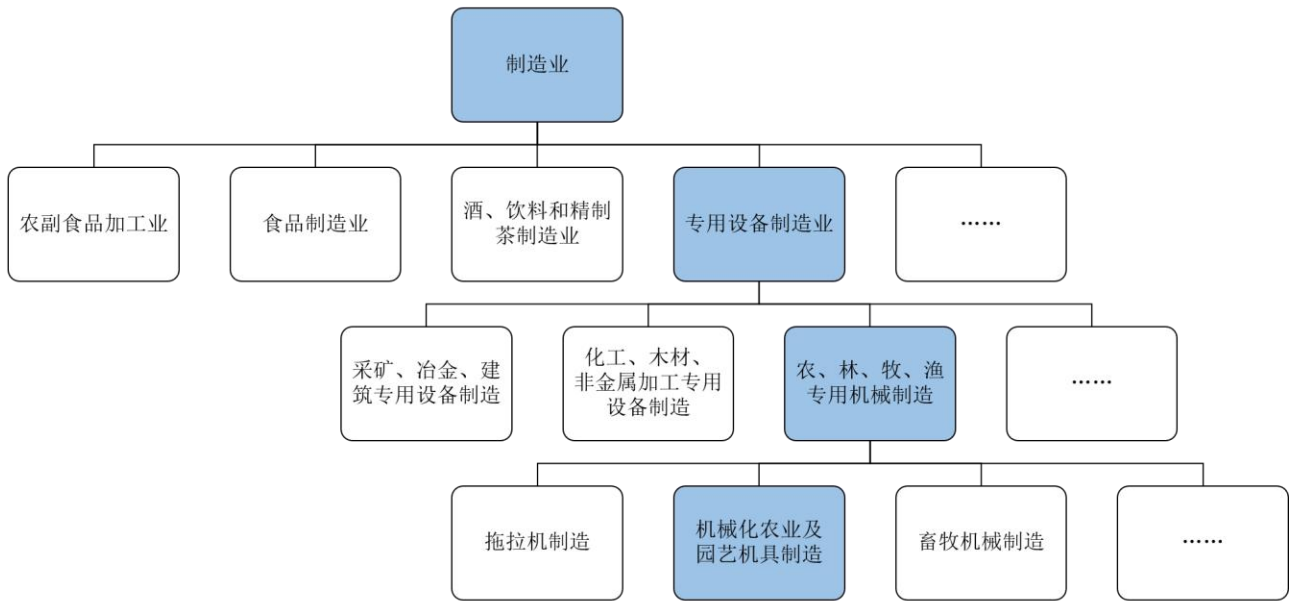 制造业
农副食品加工业
食品制造业
酒、饮料和精制
茶制造业
专用设备制造业
……
采矿、冶金、建
筑专用设备制造
化工、木材、
非金属加工专用
设备制造
农、林、牧、渔
专用机械制造
……
拖拉机制造
机械化农业及
园艺机具制造
畜牧机械制造
……